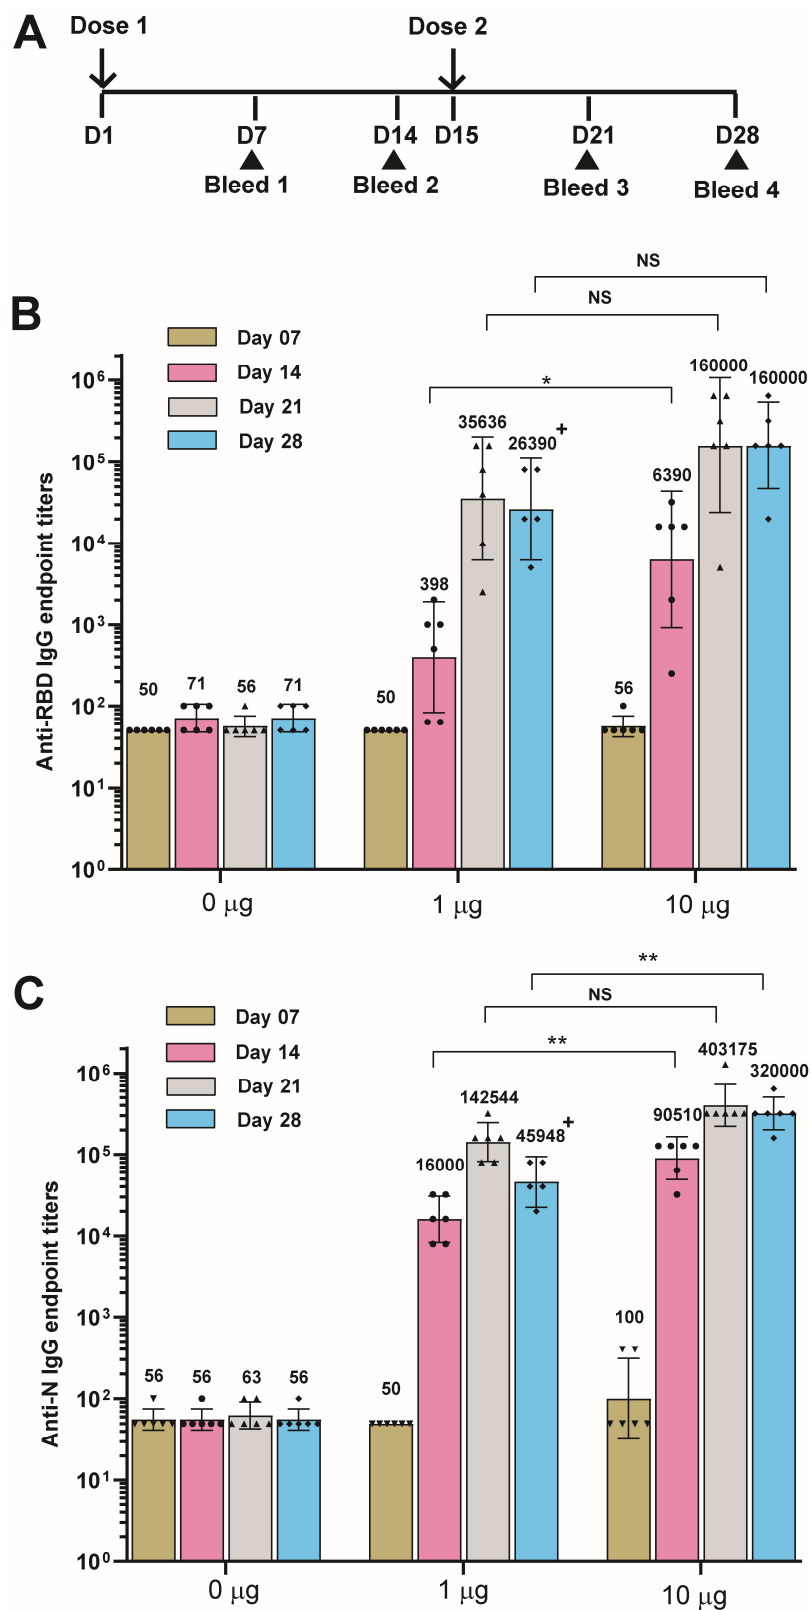 A
Dose 1 Dose 2
D1 D7 D14 D15 D21 D28
Bleed 1 Bleed 2 Bleed 3 Bleed 4
B
NS
NS
*
Day 07
Day 14
Day 21
Day 28
Anti-RBD IgG endpoint titers
10⁶
10⁵
10⁴
10³
10²
10¹
10⁰
50 71 56 71
50 398 35636 26390 +
56 6390 160000 160000
0 μg 1 μg 10 μg
C
**
NS
**
Day 07
Day 14
Day 21
Day 28
Anti-N IgG endpoint titers
10⁶
10⁵
10⁴
10³
10²
10¹
10⁰
56 56 63 56
50 16000 142544 45948 +
100 90510 403175 320000
0 μg 1 μg 10 μg